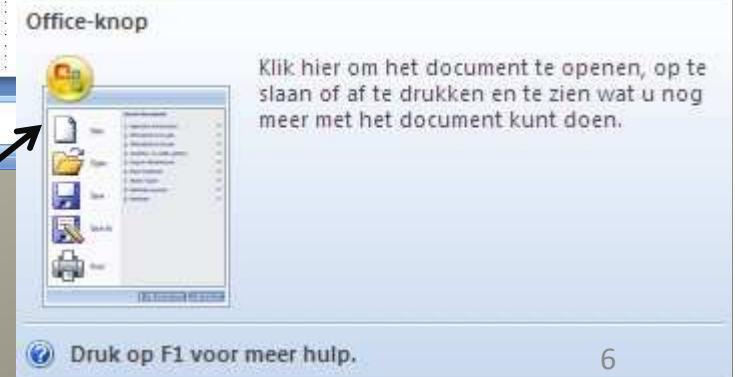 Office-knop
Klik hier om het document te openen, op te
slaan of af te drukken en te zien wat u nog
meer met het document kunt doen.
Druk op F1 voor meer hulp.
6